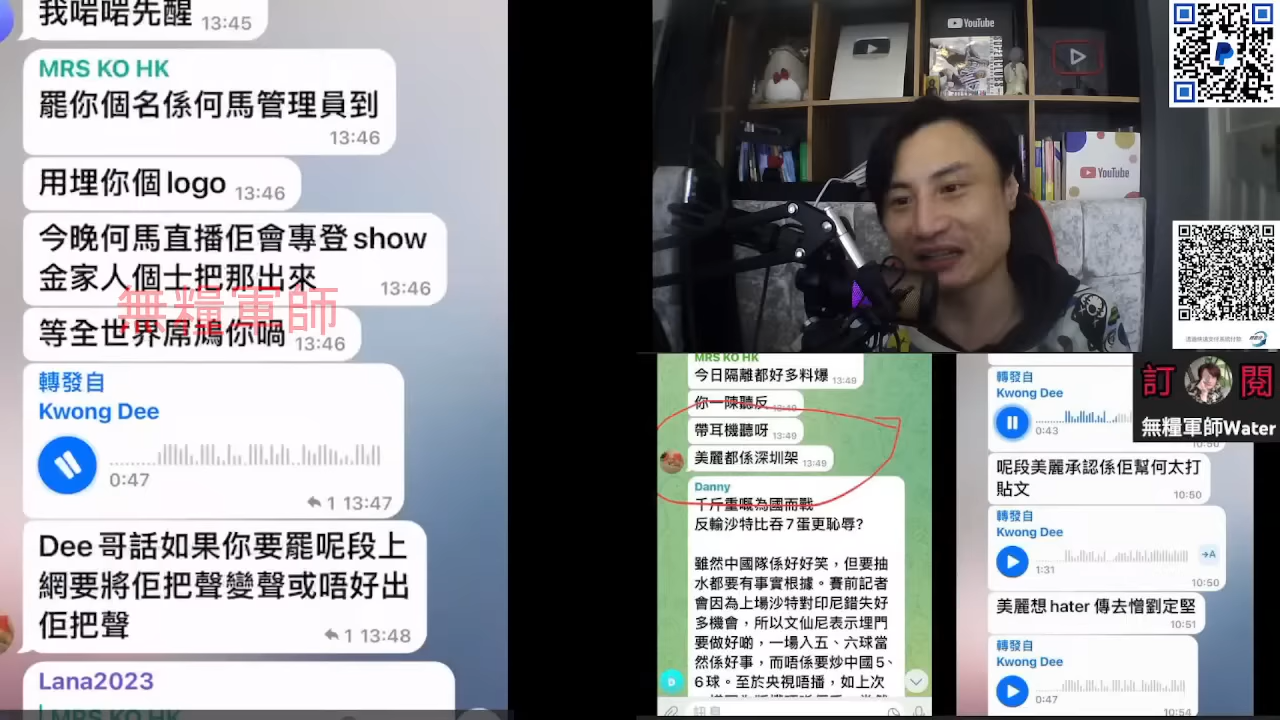 我啱啱先醒 13:45
MRS KO HK
罷你個名係何馬管理員到
13:46
用埋你個logo 13:46
今晚何馬直播佢會專登show
金家人個士把那出來 13:46
無糧軍師
等全世界屌鳩你喎 13:46
轉發自
Kwong Dee
0:47
1 13:47
Dee哥話如果你要罷呢段上
網要將佢把聲變聲或唔好出
佢把聲
1 13:48
Lana2023
MRS KO HK
YouTube
YouTube
MRS KO HK
今日隔離都好多料爆 13:49
你一陳聽反 13:49
帶耳機聽呀 13:49
美麗都係深圳架 13:49
Danny
千斤重嘅為國而戰
反輸沙特比吞7蛋更恥辱?
雖然中國隊係好好笑，但要抽
水都要有事實根據。賽前記者
會因為上場沙特對印尼錯失好
多機會，所以文仙尼表示埋門
要做好啲，一場入五、六球當
然係好事，而唔係要炒中國5、
6球。至於央視唔播，如上次
D
訊息
轉發自
Kwong Dee
0:43
10:50
訂閱
無糧軍師Water
呢段美麗承認係佢幫何太打
貼文 10:50
轉發自
Kwong Dee
1:31
→A
10:50
美麗想hater 傳去憎劉定堅
10:51
轉發自
Kwong Dee
0:47
10:54